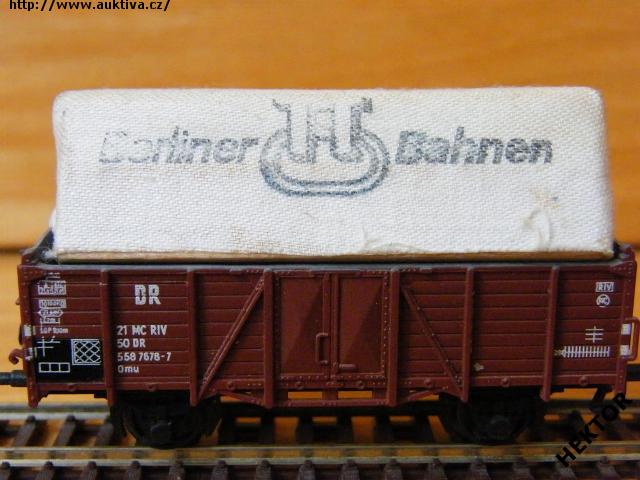 http://www.auktiva.cz/
Berliner Bahnen
DR
21 MC RIV
50 DR
558 7678-7
Omu
RIV
HEKTOR